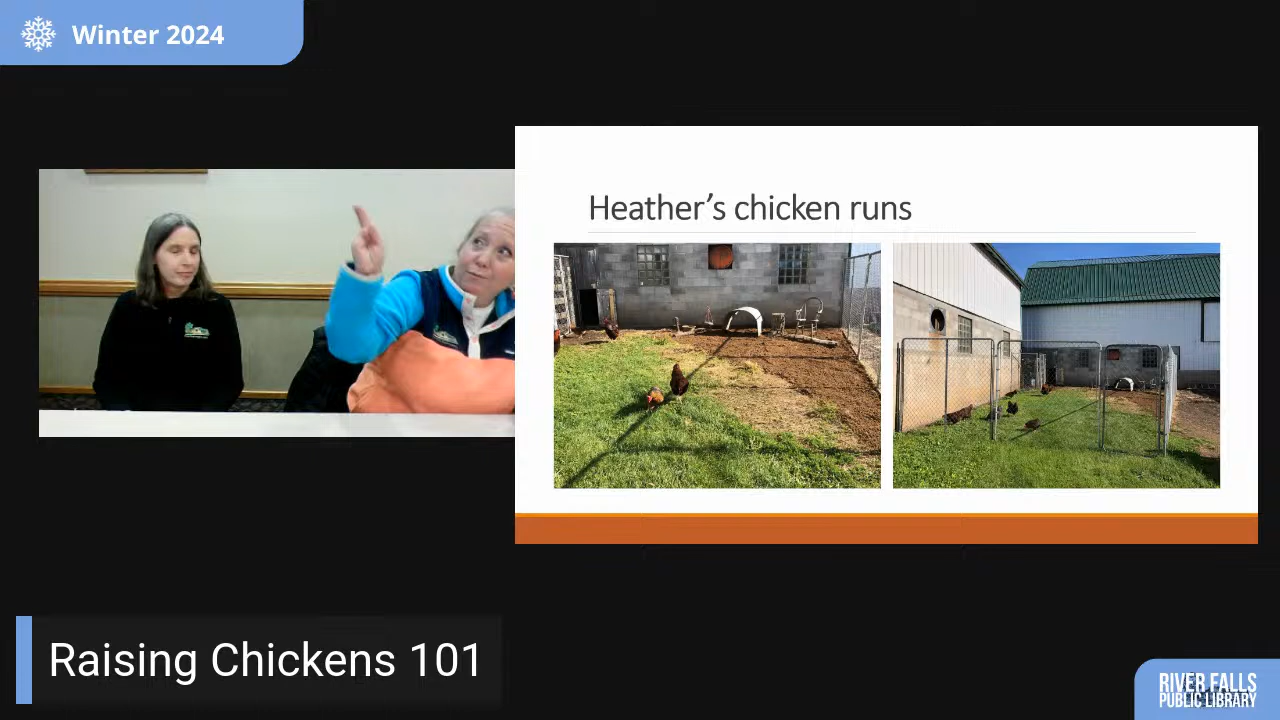 Winter 2024
Heather's chicken runs
Raising Chickens 101
RIVER FALLS
PUBLIC LIBRARY